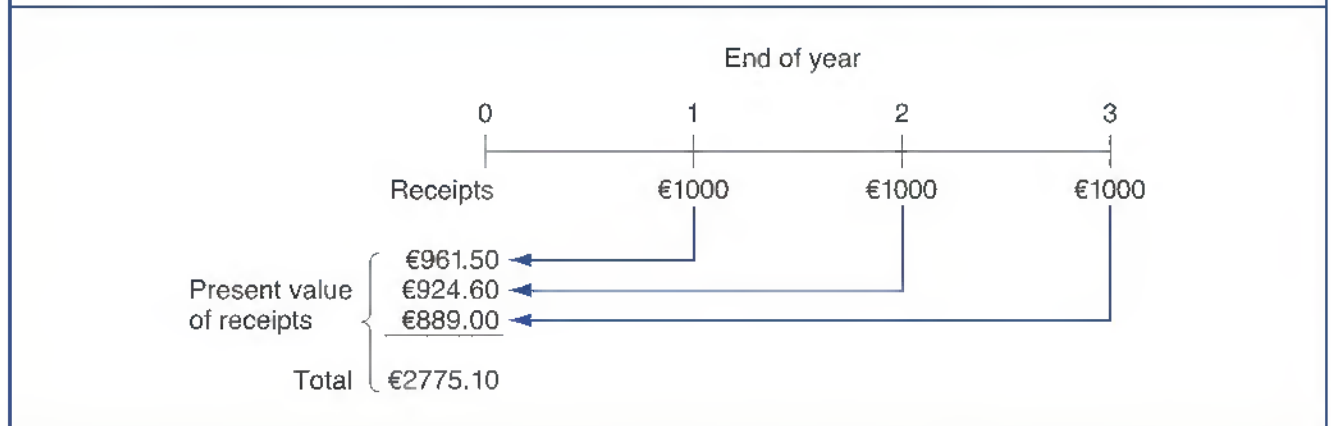 End of year
0 1 2 3
Receipts €1000 €1000 €1000
€961.50
Present value €924.60
of receipts €889.00
Total €2775.10